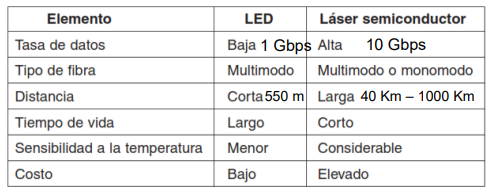 Elemento LED Láser semiconductor
Tasa de datos Baja 1 Gbps Alta 10 Gbps
Tipo de fibra Multimodo Multimodo o monomodo
Distancia Corta 550 m Larga 40 Km – 1000 Km
Tiempo de vida Largo Corto
Sensibilidad a la temperatura Menor Considerable
Costo Bajo Elevado